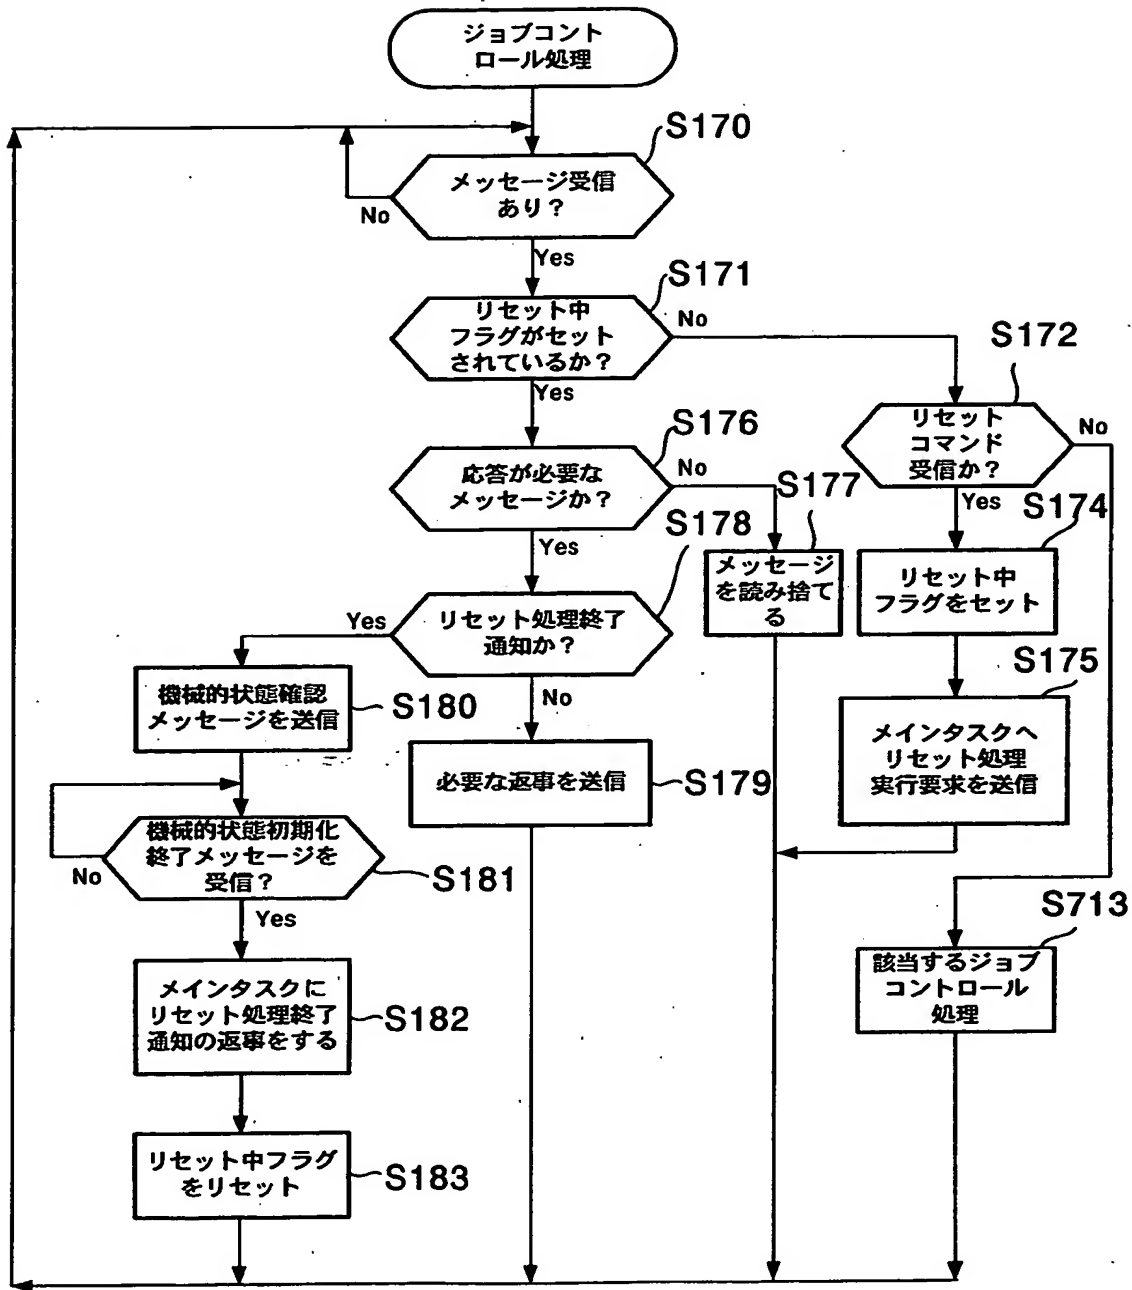 ジョブコント
ロール処理
S170
メッセージ受信
あり？
No
Yes
S171
リセット中
フラグがセット
されているか？
No
Yes
S172
リセット
コマンド
受信か？
No
Yes
S176
応答が必要な
メッセージか？
No
Yes
S177
メッセージ
を読み捨て
る
S174
リセット中
フラグをセット
S178
リセット処理終了
通知か？
Yes
No
S175
メインタスクへ
リセット処理
実行要求を送信
S180
機械的状態確認
メッセージを送信
S179
必要な返事を送信
S181
機械的状態初期化
終了メッセージを
受信？
No
Yes
S713
該当するジョブ
コントロール
処理
S182
メインタスクに
リセット処理終了
通知の返事をする
S183
リセット中フラグ
をリセット